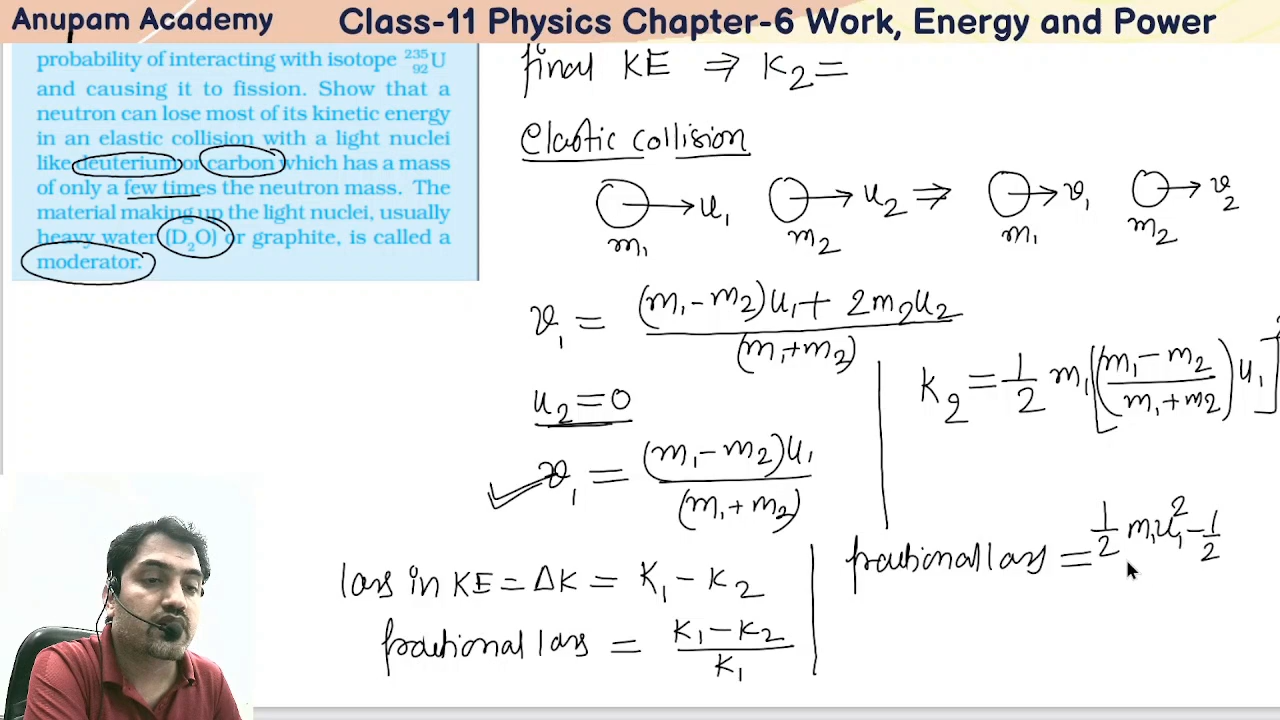 Anupam Academy
Class-11 Physics Chapter-6 Work, Energy and Power
probability of interacting with isotope ²³⁵₉₂U
and causing it to fission. Show that a
neutron can lose most of its kinetic energy
in an elastic collision with a light nuclei
like deuterium or carbon which has a mass
of only a few times the neutron mass. The
material making up the light nuclei, usually
heavy water (D₂O) or graphite, is called a
moderator.
final KE ⇒ K₂ =
Elastic collision
u₁ u₂ ⇒ v₁ v₂
m₁ m₂ m₁ m₂
v₁ = (m₁-m₂)u₁ + 2m₂u₂ / (m₁+m₂)
u₂ = 0
v₁ = (m₁-m₂)u₁ / (m₁+m₂)
K₂ = 1/2 m₁[(m₁-m₂ / m₁+m₂) u₁]
loss in KE = ΔK = K₁ - K₂
fractional loss = K₁-K₂ / K₁
fractional loss = 1/2 m₁u₁² - 1/2